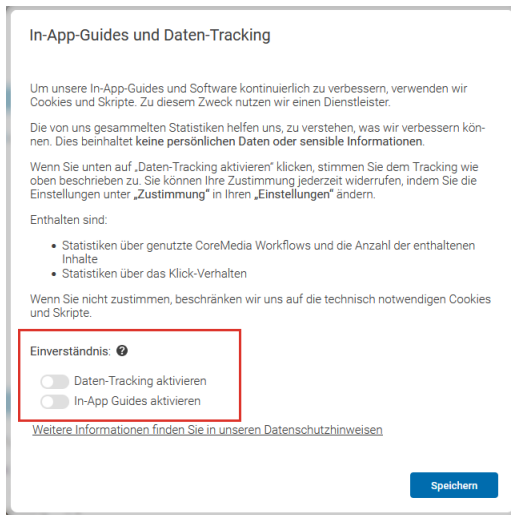 In-App-Guides und Daten-Tracking
Um unsere In-App-Guides und Software kontinuierlich zu verbessern, verwenden wir
Cookies und Skripte. Zu diesem Zweck nutzen wir einen Dienstleister.
Die von uns gesammelten Statistiken helfen uns, zu verstehen, was wir verbessern kön-
nen. Dies beinhaltet keine persönlichen Daten oder sensible Informationen.
Wenn Sie unten auf „Daten-Tracking aktivieren" klicken, stimmen Sie dem Tracking wie
oben beschrieben zu. Sie können Ihre Zustimmung jederzeit widerrufen, indem Sie die
Einstellungen unter „Zustimmung" in Ihren „Einstellungen" ändern.
Enthalten sind:
• Statistiken über genutzte CoreMedia Workflows und die Anzahl der enthaltenen
Inhalte
• Statistiken über das Klick-Verhalten
Wenn Sie nicht zustimmen, beschränken wir uns auf die technisch notwendigen Cookies
und Skripte.
Einverständnis: ?
Daten-Tracking aktivieren
In-App Guides aktivieren
Weitere Informationen finden Sie in unseren Datenschutzhinweisen
Speichern